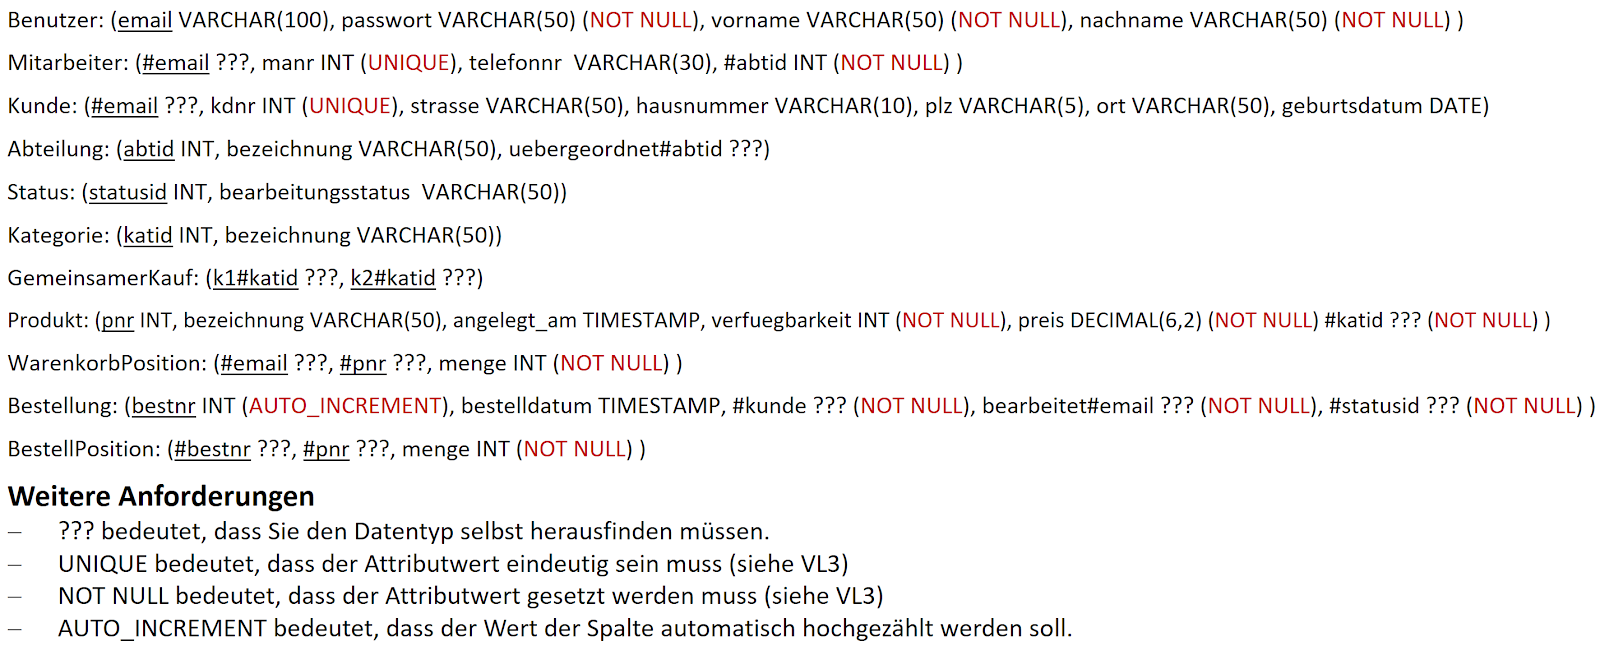 Benutzer: (email VARCHAR(100), passwort VARCHAR(50) (NOT NULL), vorname VARCHAR(50) (NOT NULL), nachname VARCHAR(50) (NOT NULL) )
Mitarbeiter: (#email ???, manr INT (UNIQUE), telefonnr VARCHAR(30), #abtid INT (NOT NULL) )
Kunde: (#email ???, kdnr INT (UNIQUE), strasse VARCHAR(50), hausnummer VARCHAR(10), plz VARCHAR(5), ort VARCHAR(50), geburtsdatum DATE)
Abteilung: (abtid INT, bezeichnung VARCHAR(50), uebergeordnet#abtid ???)
Status: (statusid INT, bearbeitungsstatus VARCHAR(50))
Kategorie: (katid INT, bezeichnung VARCHAR(50))
GemeinsamerKauf: (k1#katid ???, k2#katid ???)
Produkt: (pnr INT, bezeichnung VARCHAR(50), angelegt_am TIMESTAMP, verfuegbarkeit INT (NOT NULL), preis DECIMAL(6,2) (NOT NULL) #katid ??? (NOT NULL) )
WarenkorbPosition: (#email ???, #pnr ???, menge INT (NOT NULL) )
Bestellung: (bestnr INT (AUTO_INCREMENT), bestelldatum TIMESTAMP, #kunde ??? (NOT NULL), bearbeitet#email ??? (NOT NULL), #statusid ??? (NOT NULL) )
BestellPosition: (#bestnr ???, #pnr ???, menge INT (NOT NULL) )
Weitere Anforderungen
– ??? bedeutet, dass Sie den Datentyp selbst herausfinden müssen.
– UNIQUE bedeutet, dass der Attributwert eindeutig sein muss (siehe VL3)
– NOT NULL bedeutet, dass der Attributwert gesetzt werden muss (siehe VL3)
– AUTO_INCREMENT bedeutet, dass der Wert der Spalte automatisch hochgezählt werden soll.